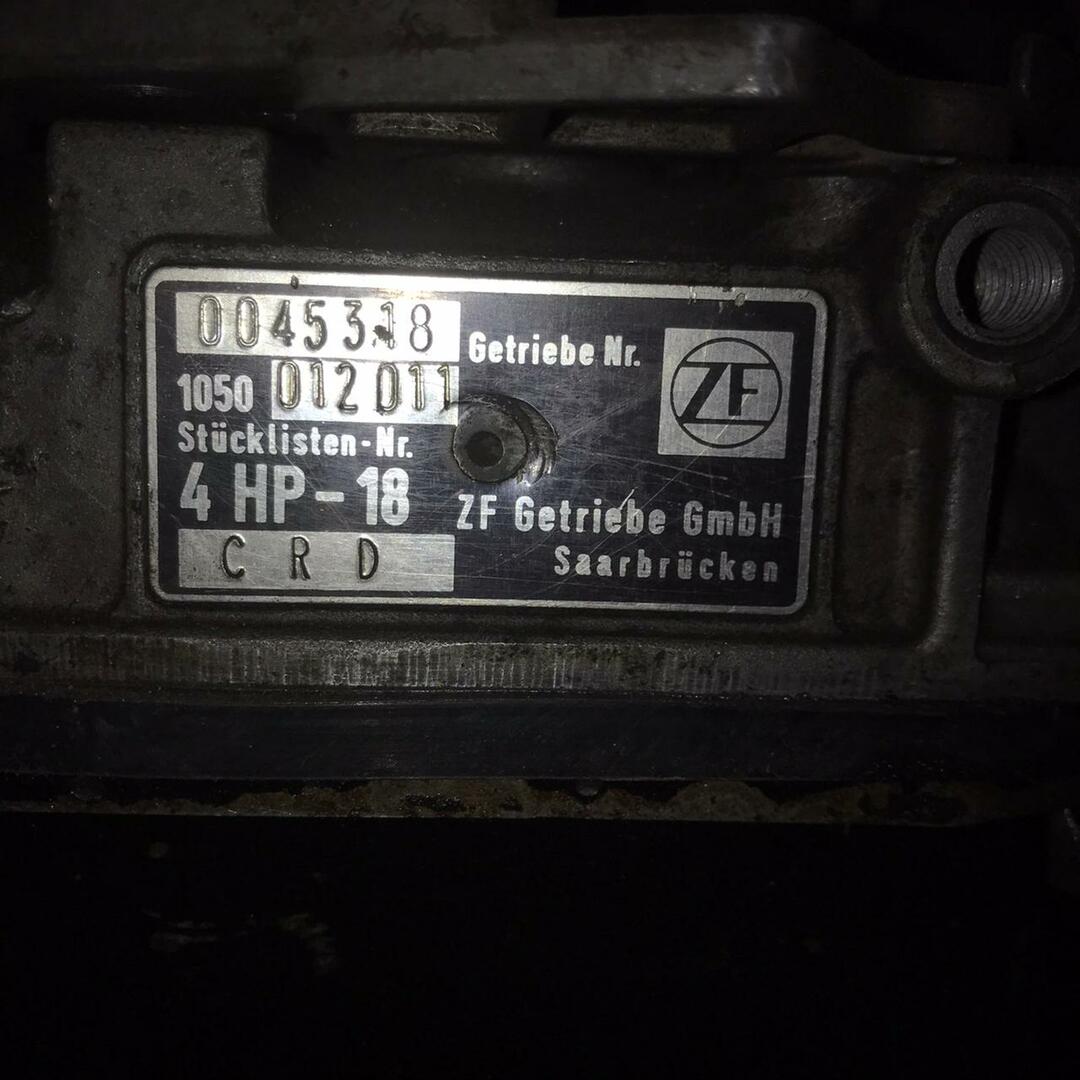 0045318 Getriebe Nr.
ZF
1050 012011
Stücklisten-Nr.
4 HP-18 ZF Getriebe GmbH
Saarbrücken
C R D